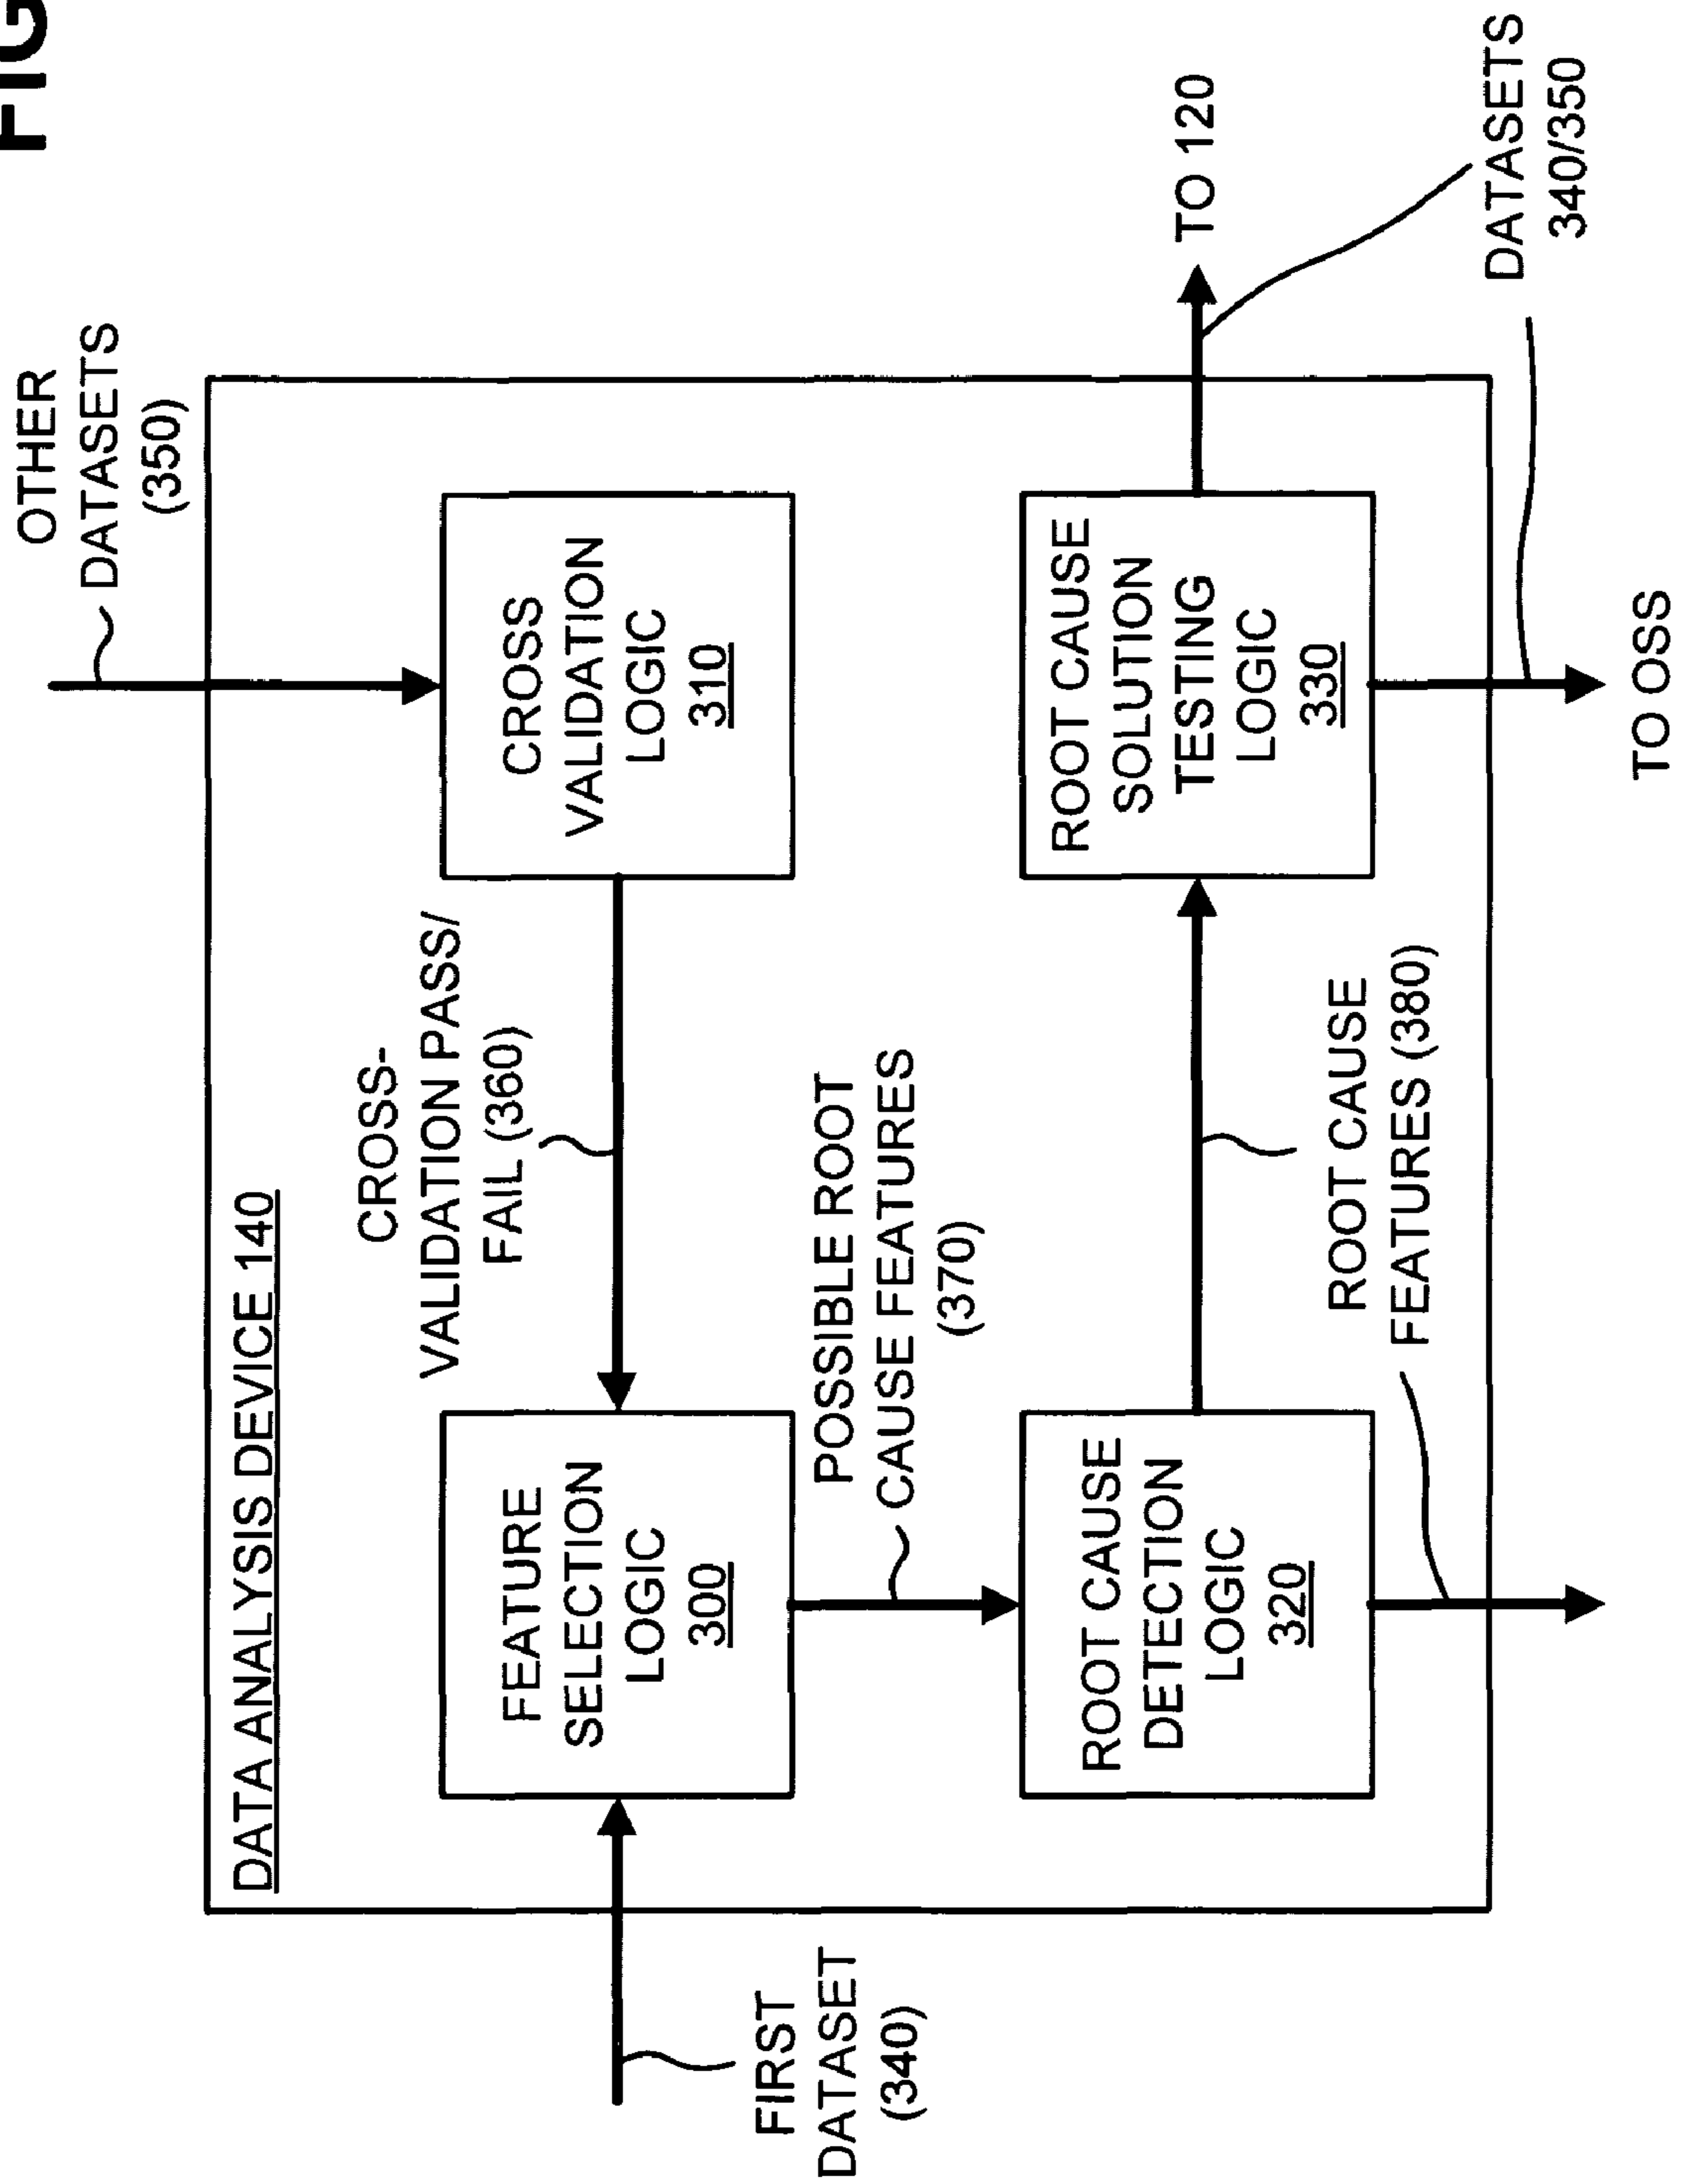 FIG
DATA ANALYSIS DEVICE 140
OTHER
DATASETS
(350)
FIRST
DATASET
(340)
FEATURE
SELECTION
LOGIC
300
CROSS-
VALIDATION PASS/
FAIL (360)
CROSS
VALIDATION
LOGIC
310
POSSIBLE ROOT
CAUSE FEATURES
(370)
ROOT CAUSE
DETECTION
LOGIC
320
ROOT CAUSE
FEATURES (380)
ROOT CAUSE
SOLUTION
TESTING
LOGIC
330
TO 120
DATASETS
340/350
TO OSS